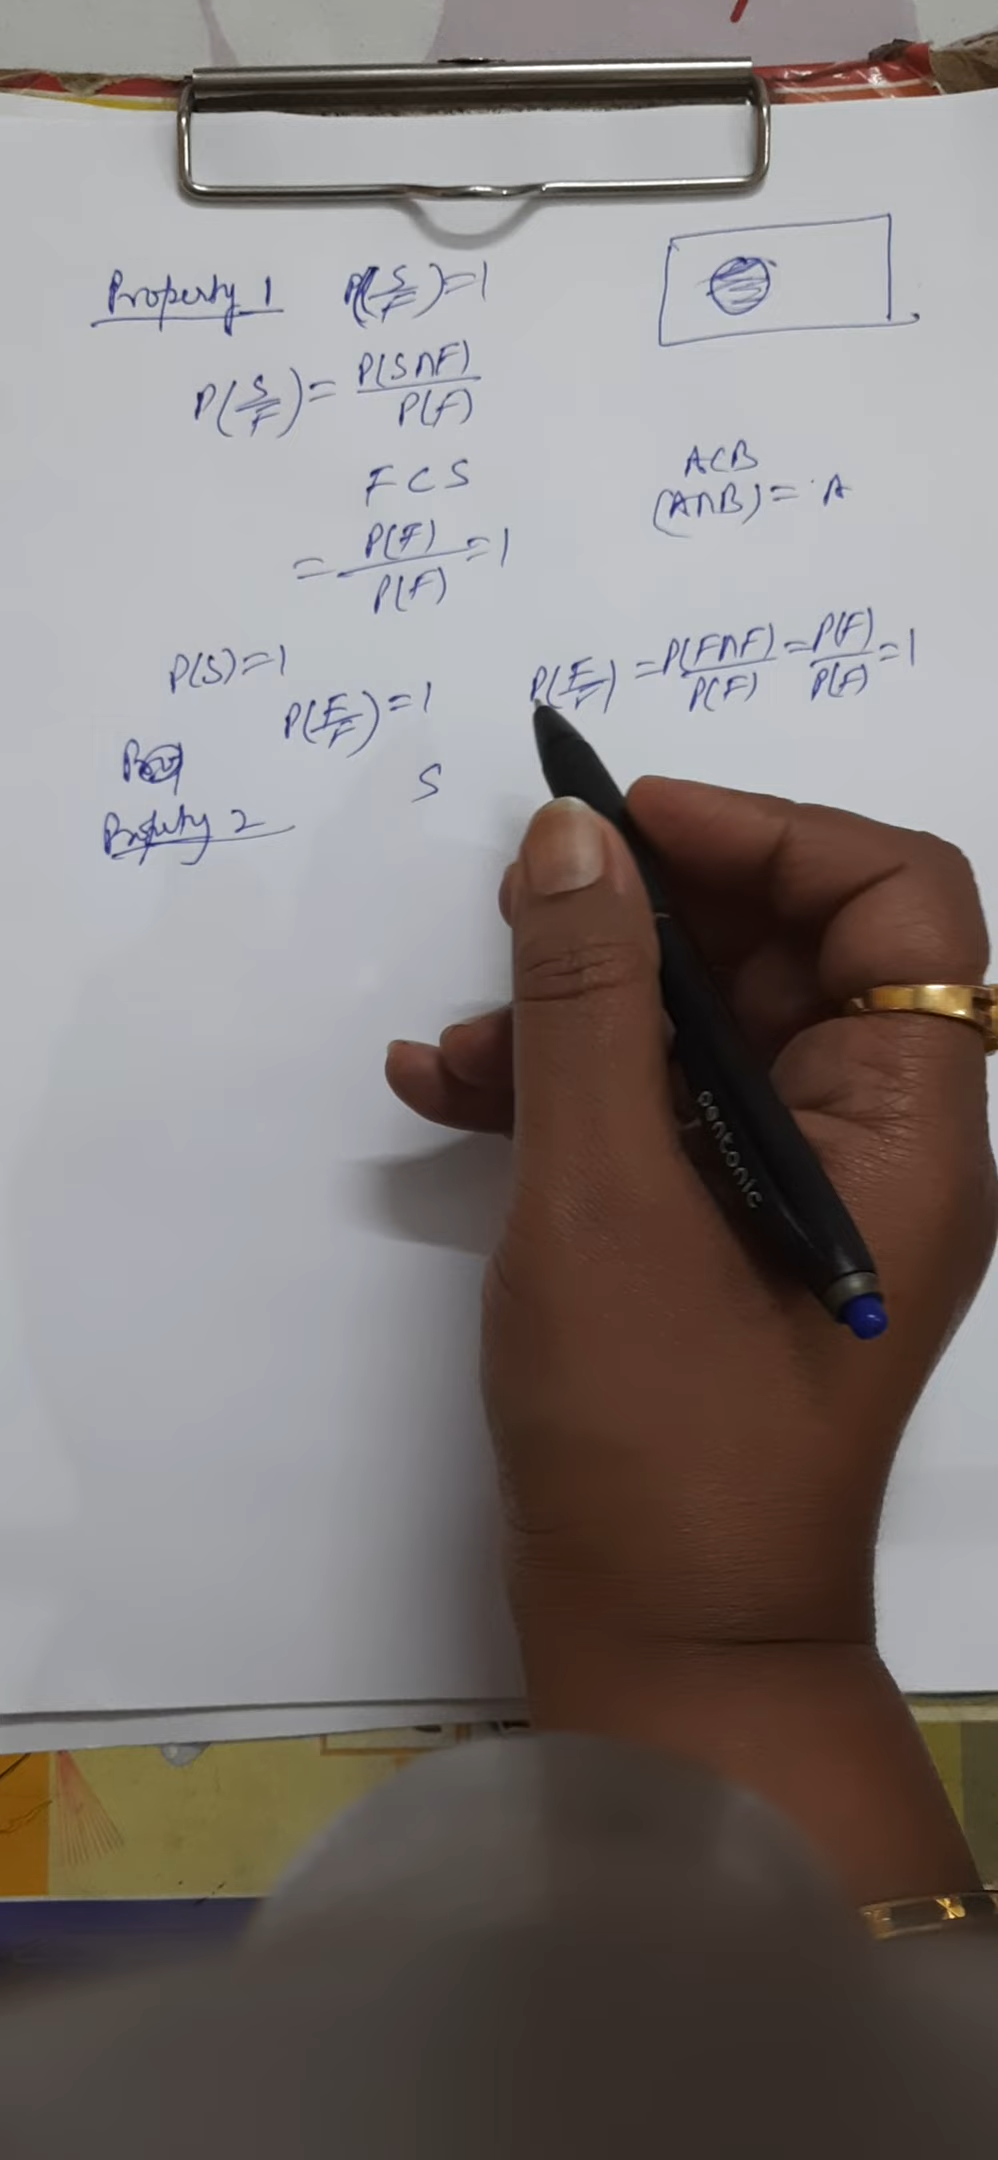 Property 1 P(S/F)=1
P(S/F)= P(S∩F)/P(F)
F⊂S
= P(F)/P(F) =1
A⊂B
(A∩B)= A
P(S)=1
P(F/F)=1
P(F/F) = P(F∩F)/P(F) = P(F)/P(F) =1
Property 2
S
pentonic